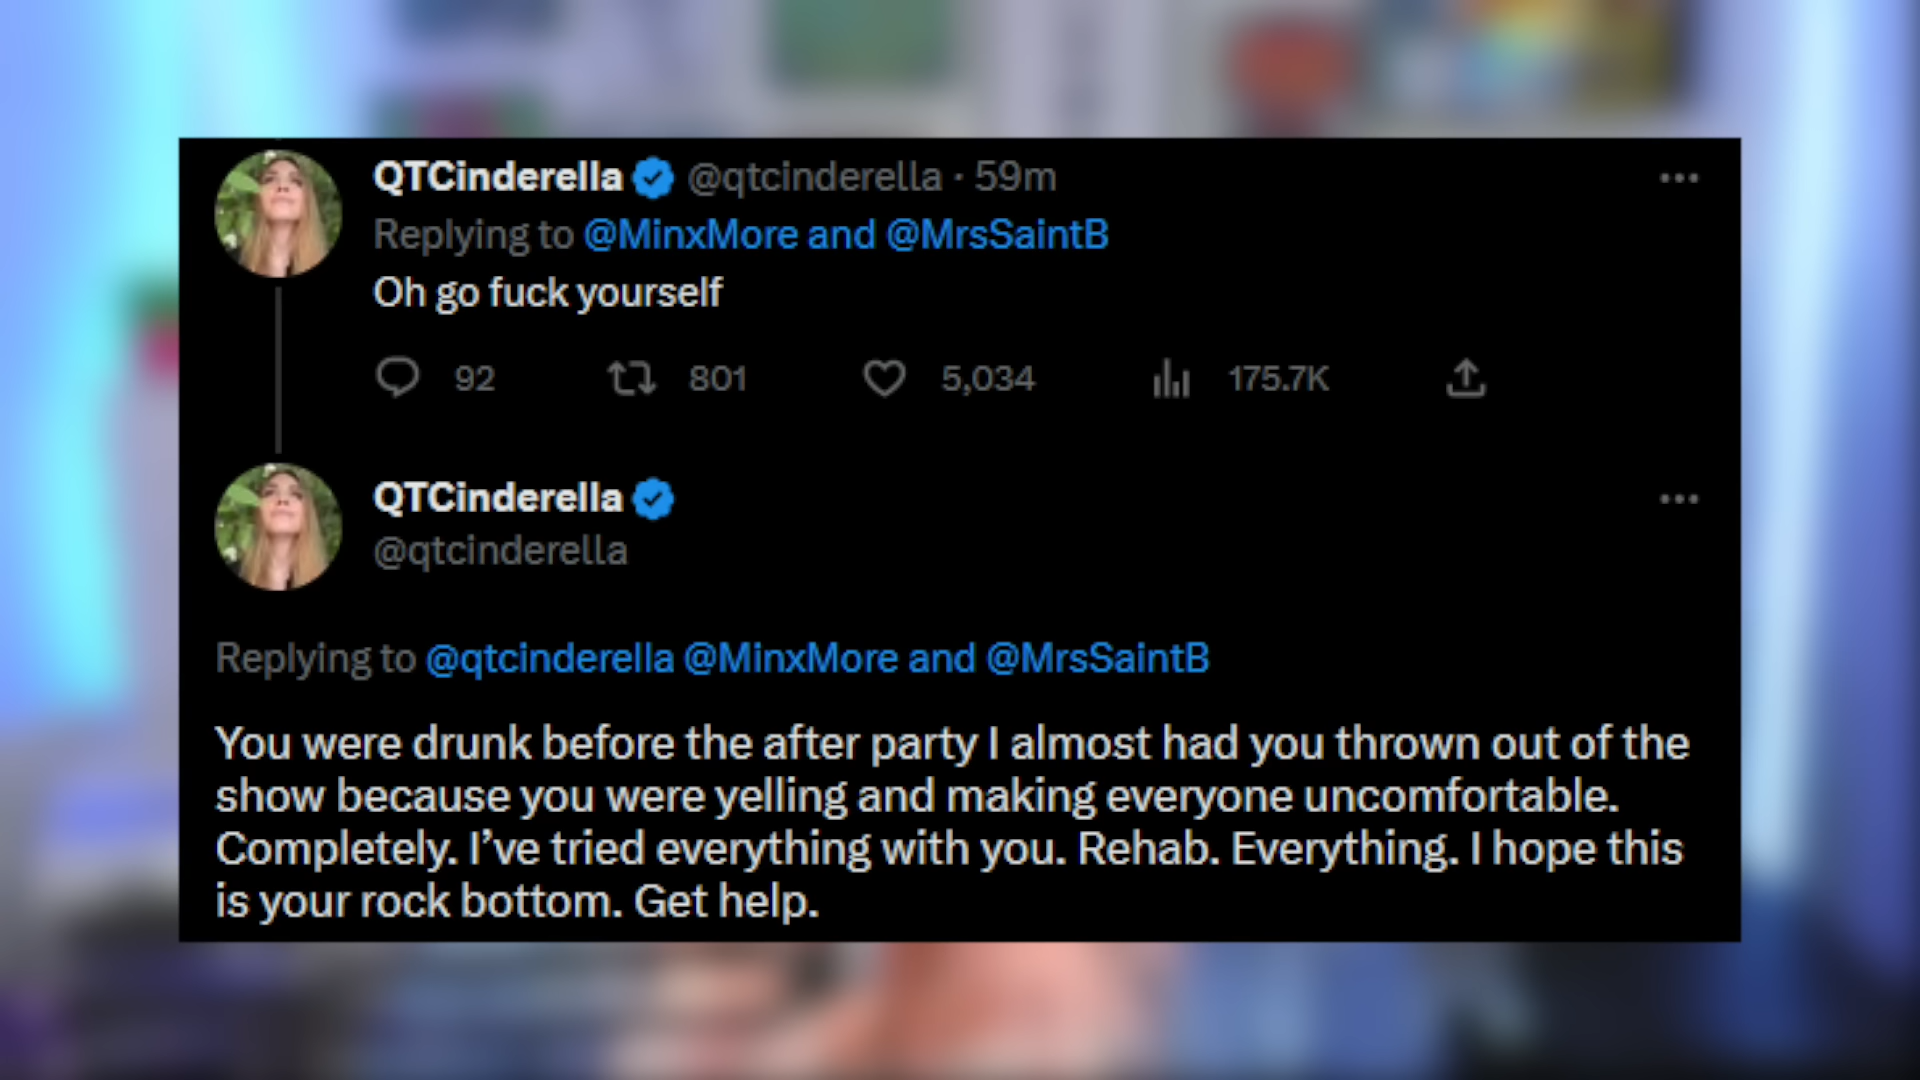 QTCinderella @qtcinderella · 59m
Replying to @MinxMore and @MrsSaintB
Oh go fuck yourself
92 801 5,034 175.7K
QTCinderella
@qtcinderella
Replying to @qtcinderella @MinxMore and @MrsSaintB
You were drunk before the after party I almost had you thrown out of the
show because you were yelling and making everyone uncomfortable.
Completely. I’ve tried everything with you. Rehab. Everything. I hope this
is your rock bottom. Get help.